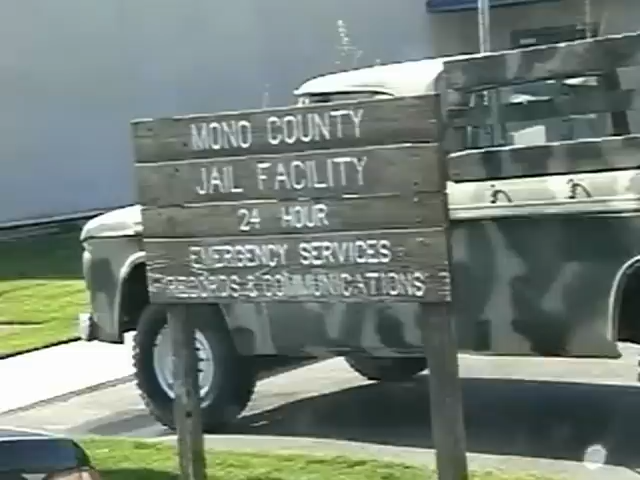 MONO COUNTY
JAIL FACILITY
24 HOUR
EMERGENCY SERVICES
RECORDS & COMMUNICATIONS